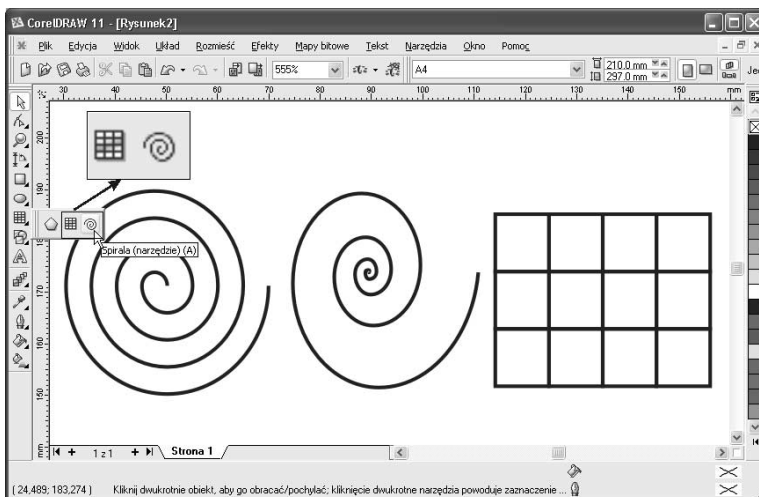 CorelDRAW 11 - [Rysunek2]
Plik Edycja Widok Układ Rozmieść Efekty Mapy bitowe Tekst Narzędzia Okno Pomoc
555% A4 210.0 mm 297.0 mm Jec
30 40 50 60 70 80 90 100 110 120 130 140 150 mm
200
190
Spirala (narzędzie) (A)
170
160
150
mm
1 z 1 Strona 1
( 24,489; 183,274 ) Kliknij dwukrotnie obiekt, aby go obracać/pochylać; kliknięcie dwukrotne narzędzia powoduje zaznaczenie ...